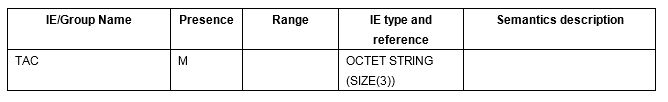 IE/Group Name Presence Range IE type and reference Semantics description
TAC M OCTET STRING (SIZE(3))